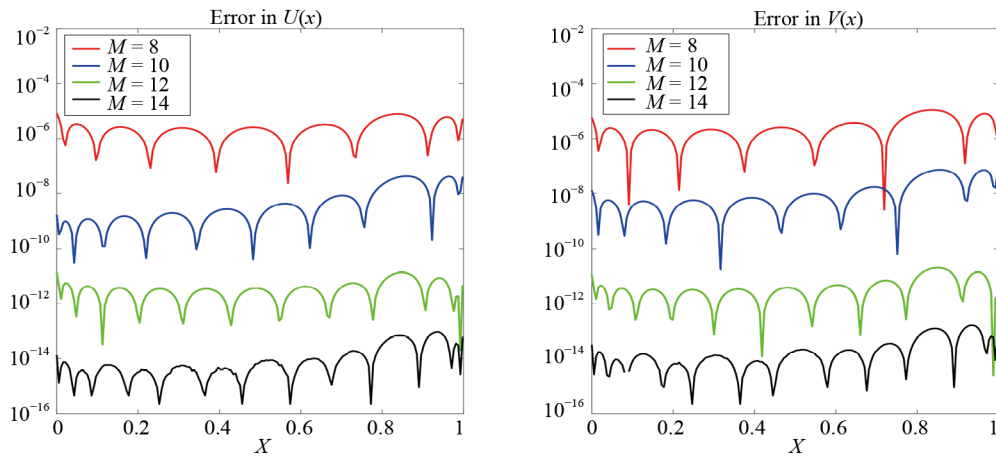 Error in U(x)
10⁻²
10⁻⁴
10⁻⁶
10⁻⁸
10⁻¹⁰
10⁻¹²
10⁻¹⁴
10⁻¹⁶
M = 8
M = 10
M = 12
M = 14
0 0.2 0.4 0.6 0.8 1
X
Error in V(x)
10⁻²
10⁻⁴
10⁻⁶
10⁻⁸
10⁻¹⁰
10⁻¹²
10⁻¹⁴
10⁻¹⁶
M = 8
M = 10
M = 12
M = 14
0 0.2 0.4 0.6 0.8 1
X